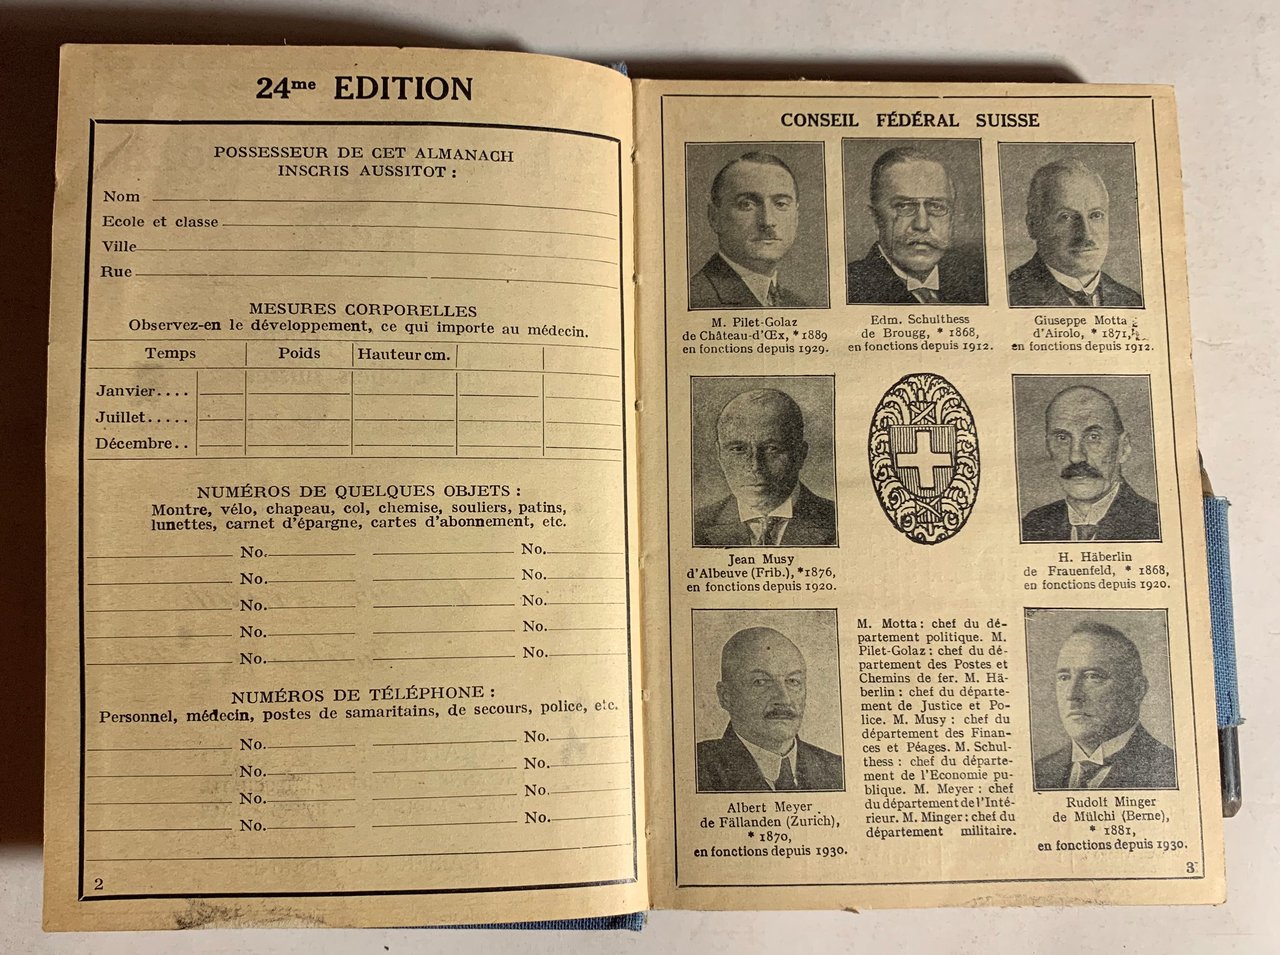 24me EDITION
POSSESSEUR DE CET ALMANACH
INSCRIS AUSSITOT :
Nom
Ecole et classe
Ville
Rue
MESURES CORPORELLES
Observez-en le développement, ce qui importe au médecin.
Temps Poids Hauteur cm.
Janvier....
Juillet.....
Décembre..
NUMÉROS DE QUELQUES OBJETS :
Montre, vélo, chapeau, col, chemise, souliers, patins,
lunettes, carnet d'épargne, cartes d'abonnement, etc.
No. No.
No. No.
No. No.
No. No.
No. No.
NUMÉROS DE TÉLÉPHONE :
Personnel, médecin, postes de samaritains, de secours, police, etc.
No. No.
No. No.
No. No.
No. No.
2
CONSEIL FÉDÉRAL SUISSE
M. Pilet-Golaz
de Château-d'Œx, * 1889
en fonctions depuis 1929.
Edm. Schulthess
de Brougg, * 1868,
en fonctions depuis 1912.
Giuseppe Motta
d'Airolo, * 1871,
en fonctions depuis 1912.
Jean Musy
d'Albeuve (Frib.), *1876,
en fonctions depuis 1920.
H. Häberlin
de Frauenfeld, * 1868,
en fonctions depuis 1920.
Albert Meyer
de Fällanden (Zurich),
* 1870,
en fonctions depuis 1930.
M. Motta : chef du dé-
partement politique. M.
Pilet-Golaz : chef du dé-
partement des Postes et
Chemins de fer. M. Hä-
berlin : chef du départe-
ment de Justice et Po-
lice. M. Musy : chef du
département des Finan-
ces et Péages. M. Schul-
thess : chef du départe-
ment de l'Economie pu-
blique. M. Meyer : chef
du département de l'Inté-
rieur. M. Minger : chef du
département militaire.
Rudolf Minger
de Mülchi (Berne),
* 1881,
en fonctions depuis 1930.
3